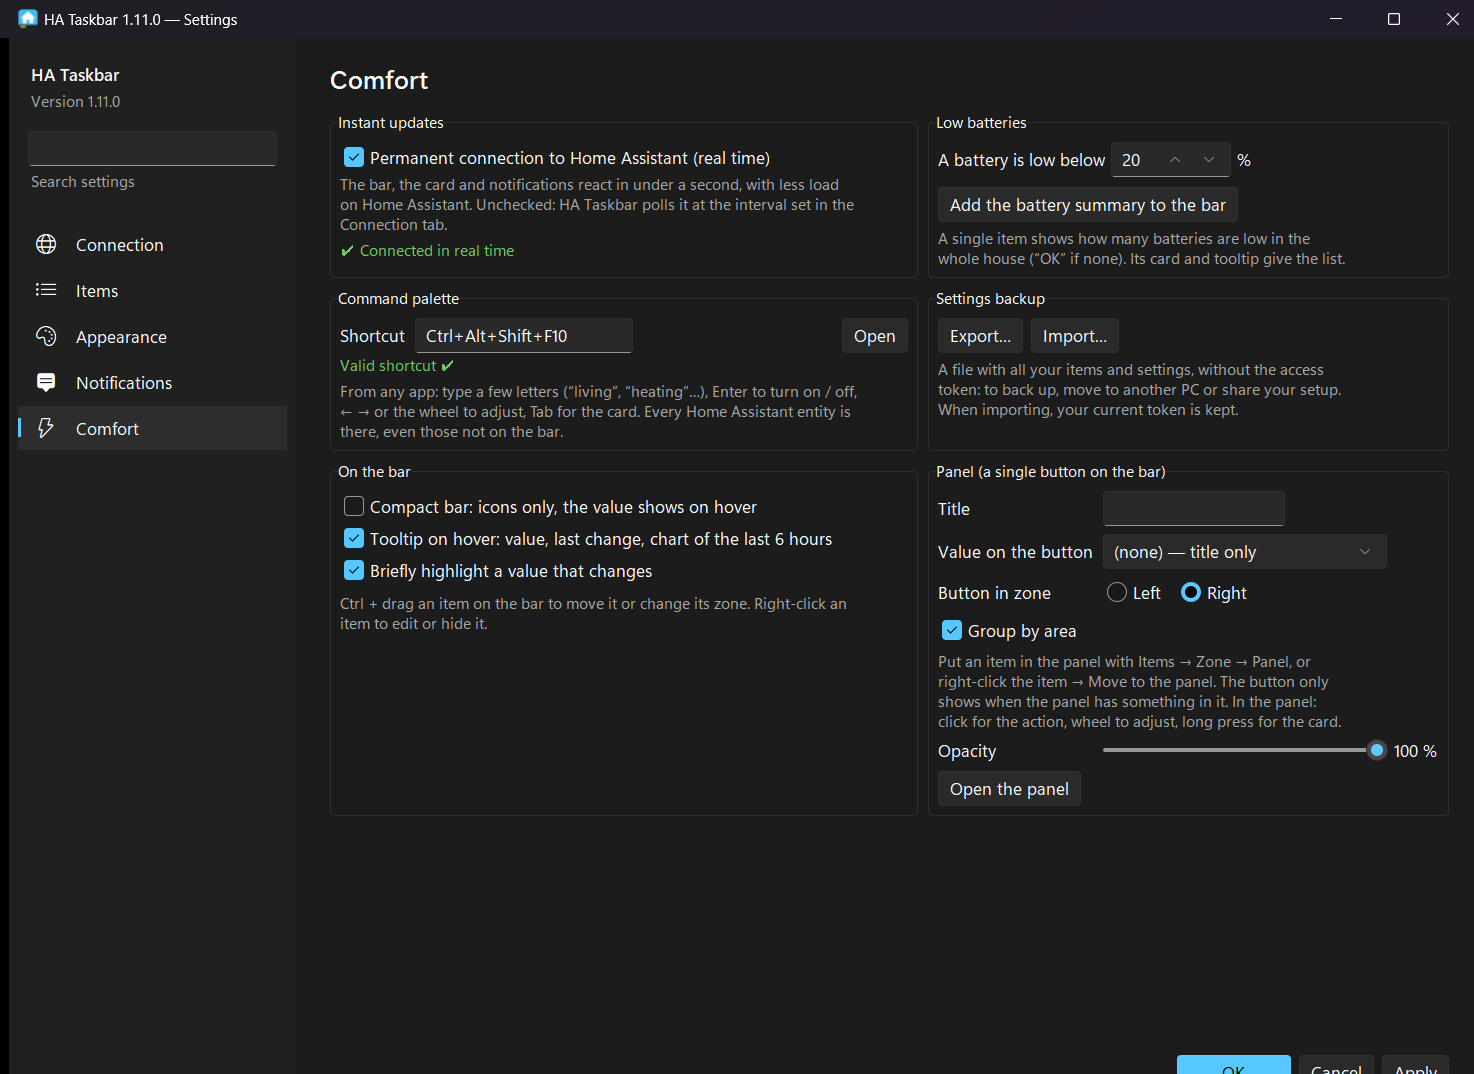 HA Taskbar 1.11.0 — Settings
HA Taskbar
Version 1.11.0
Search settings
Connection
Items
Appearance
Notifications
Comfort
Comfort
Instant updates
Permanent connection to Home Assistant (real time)
The bar, the card and notifications react in under a second, with less load
on Home Assistant. Unchecked: HA Taskbar polls it at the interval set in the
Connection tab.
✔ Connected in real time
Low batteries
A battery is low below 20 %
Add the battery summary to the bar
A single item shows how many batteries are low in the
whole house (“OK” if none). Its card and tooltip give the list.
Command palette
Shortcut Ctrl+Alt+Shift+F10 Open
Valid shortcut ✔
From any app: type a few letters (“living”, “heating”...), Enter to turn on / off,
← → or the wheel to adjust, Tab for the card. Every Home Assistant entity is
there, even those not on the bar.
Settings backup
Export... Import...
A file with all your items and settings, without the access
token: to back up, move to another PC or share your setup.
When importing, your current token is kept.
On the bar
Compact bar: icons only, the value shows on hover
Tooltip on hover: value, last change, chart of the last 6 hours
Briefly highlight a value that changes
Ctrl + drag an item on the bar to move it or change its zone. Right-click an
item to edit or hide it.
Panel (a single button on the bar)
Title
Value on the button (none) — title only
Button in zone Left Right
Group by area
Put an item in the panel with Items → Zone → Panel, or
right-click the item → Move to the panel. The button only
shows when the panel has something in it. In the panel:
click for the action, wheel to adjust, long press for the card.
Opacity 100 %
Open the panel
OK Cancel Apply